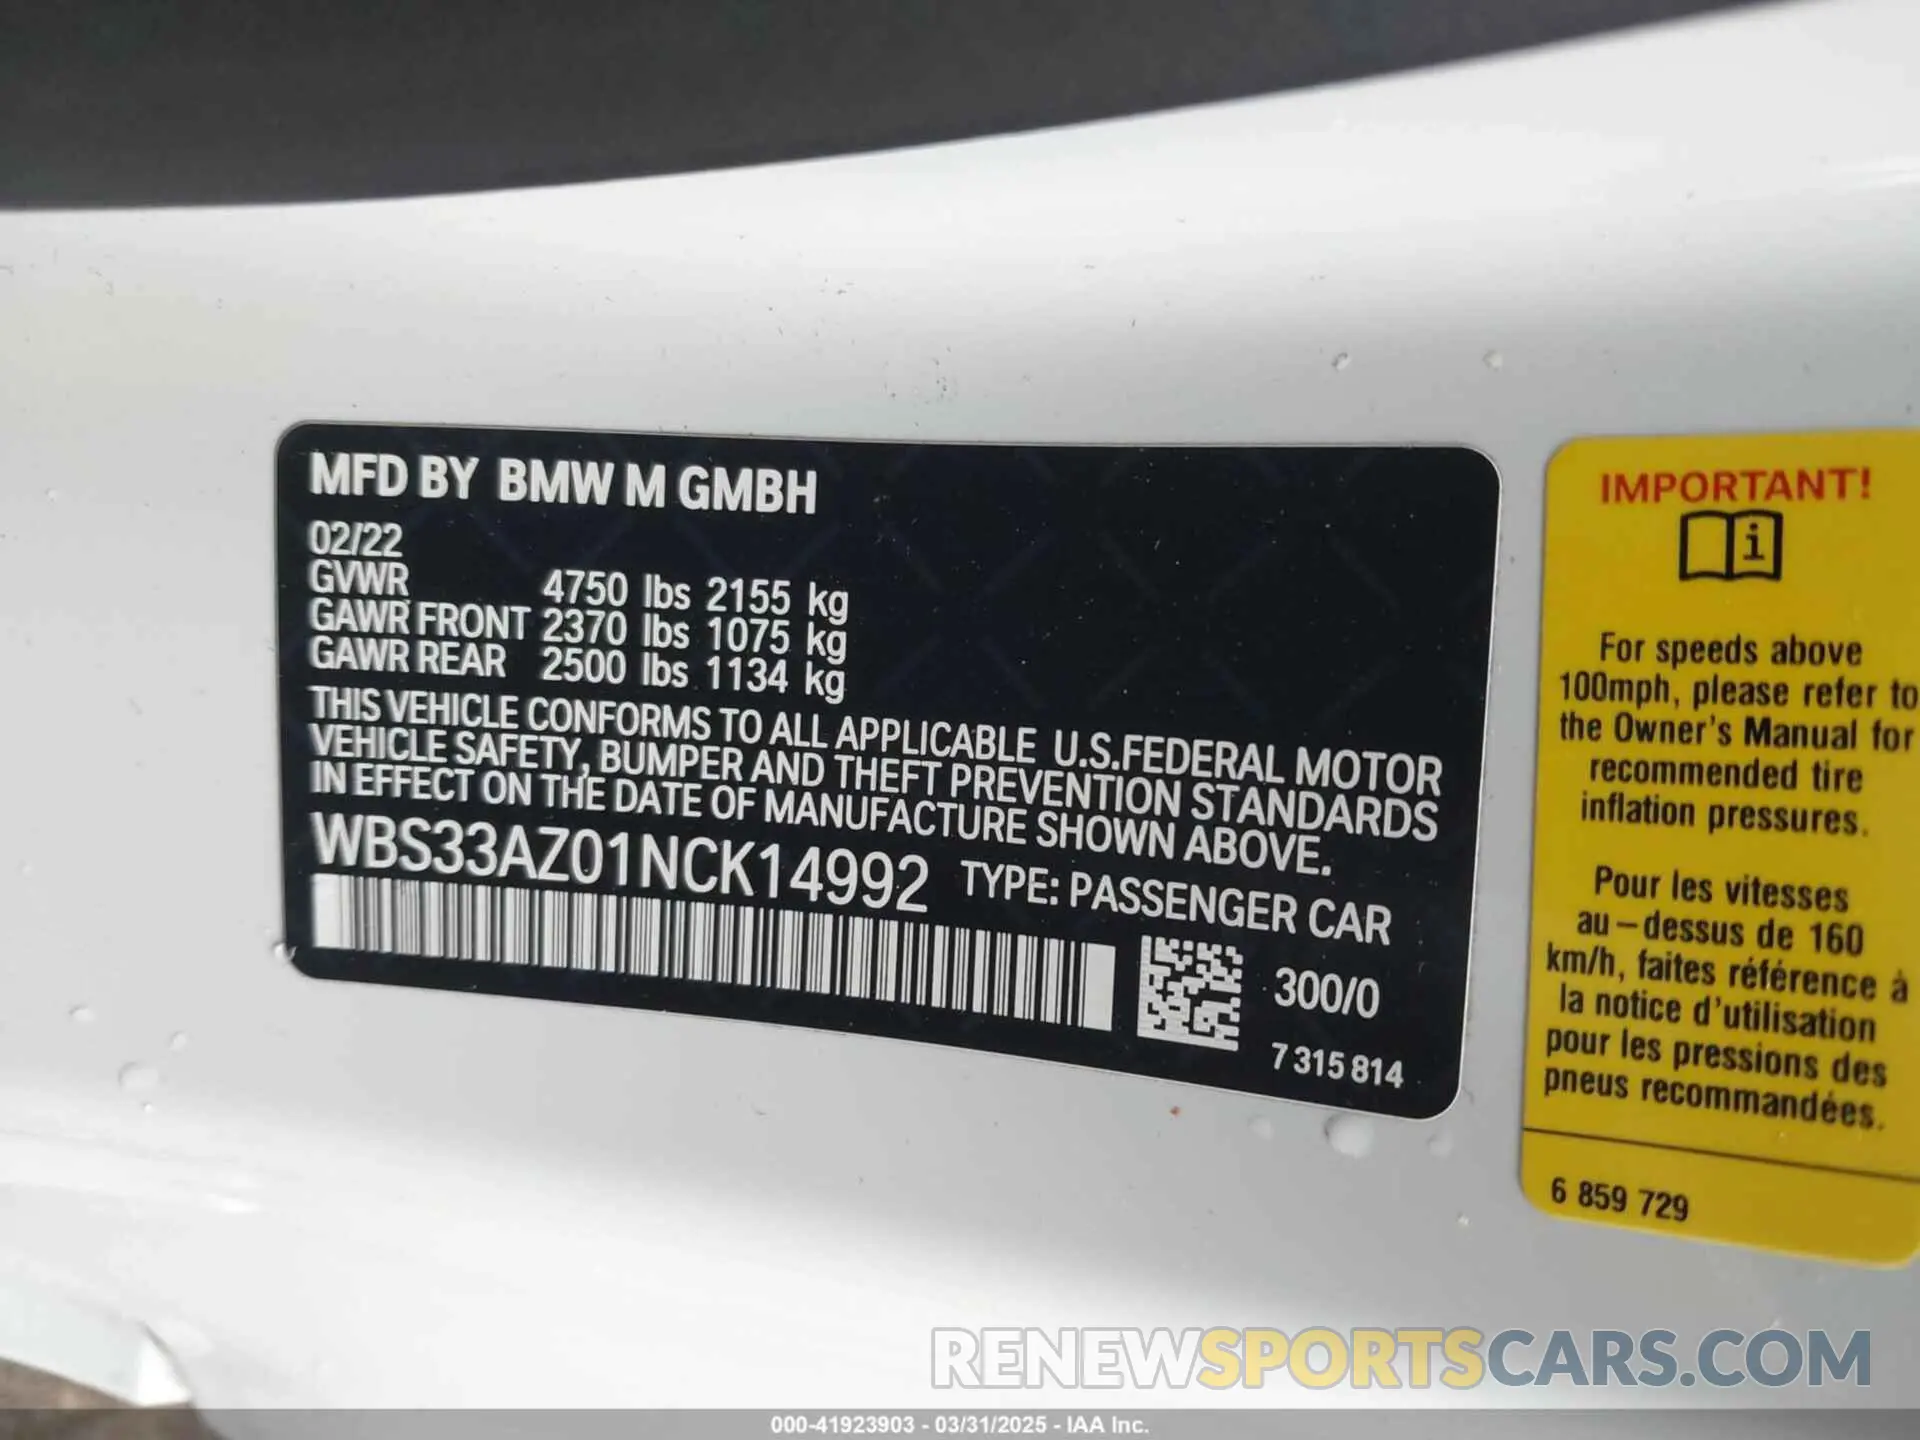 MFD BY BMW M GMBH
02/22
GVWR 4750 lbs 2155 kg
GAWR FRONT 2370 lbs 1075 kg
GAWR REAR 2500 lbs 1134 kg
THIS VEHICLE CONFORMS TO ALL APPLICABLE U.S.FEDERAL MOTOR
VEHICLE SAFETY, BUMPER AND THEFT PREVENTION STANDARDS
IN EFFECT ON THE DATE OF MANUFACTURE SHOWN ABOVE.
WBS33AZ01NCK14992 TYPE: PASSENGER CAR
300/0
7 315 814
IMPORTANT!
i
For speeds above
100mph, please refer to
the Owner's Manual for
recommended tire
inflation pressures.
Pour les vitesses
au-dessus de 160
km/h, faites référence à
la notice d'utilisation
pour les pressions des
pneus recommandées.
6 859 729
RENEWSPORTSCARS.COM
000-41923903 - 03/31/2025 - IAA Inc.